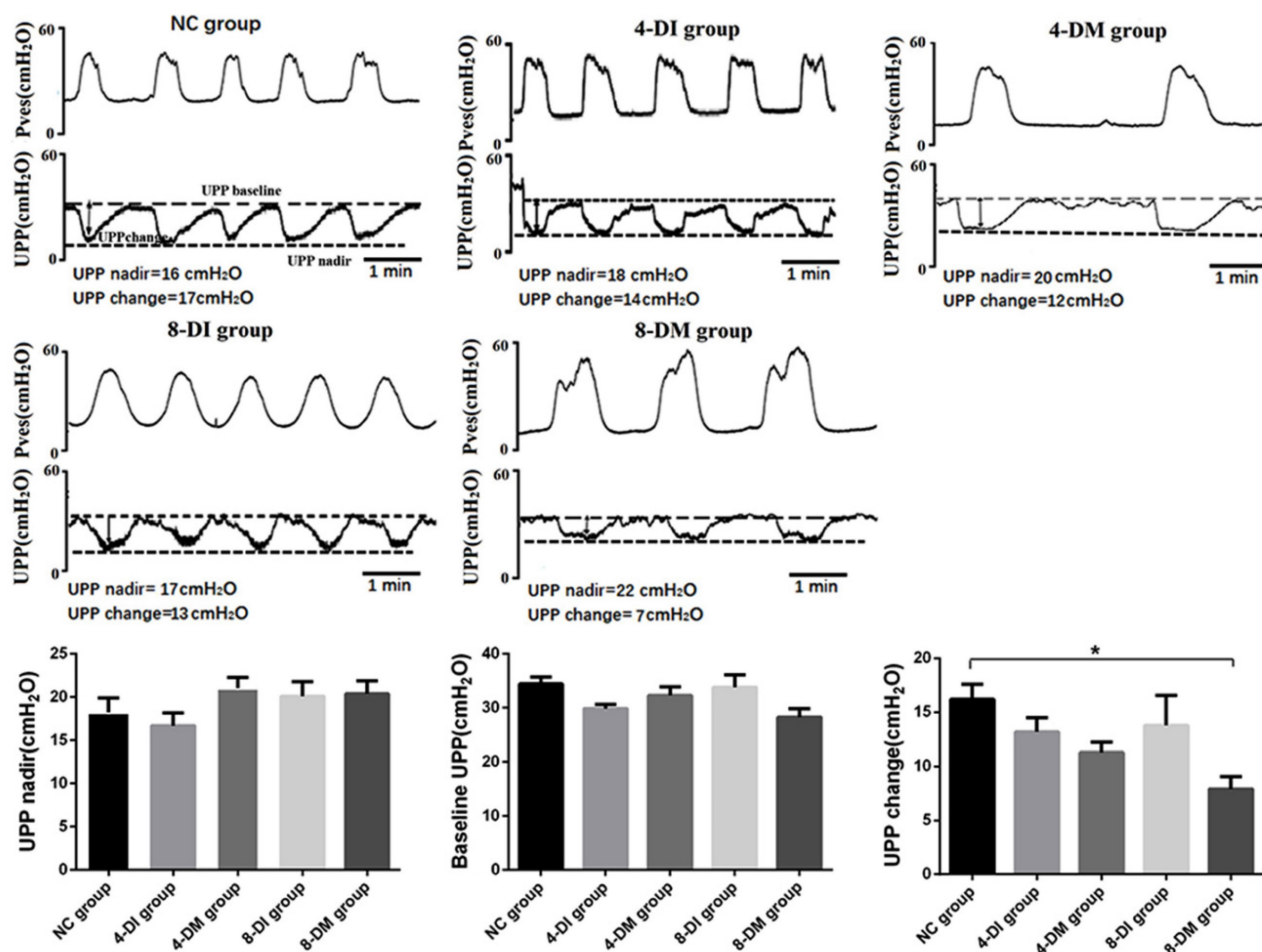 NC group
4-DI group
4-DM group
Pves(cmH₂O)
60
0
Pves(cmH₂O)
60
0
Pves(cmH₂O)
60
0
UPP(cmH₂O)
60
0
UPP baseline
UPPchange
UPP nadir
1 min
UPP(cmH₂O)
60
0
1 min
UPP(cmH₂O)
60
0
1 min
UPP nadir=16 cmH₂O
UPP change=17cmH₂O
UPP nadir=18 cmH₂O
UPP change=14cmH₂O
UPP nadir=20cmH₂O
UPP change=12cmH₂O
8-DI group
8-DM group
Pves(cmH₂O)
60
0
Pves(cmH₂O)
60
0
UPP(cmH₂O)
60
0
1 min
UPP(cmH₂O)
60
0
1 min
UPP nadir= 17cmH₂O
UPP change=13cmH₂O
UPP nadir=22 cmH₂O
UPP change= 7cmH₂O
UPP nadir(cmH₂O)
25
20
15
10
5
0
NC group
4-DI group
4-DM group
8-DI group
8-DM group
Baseline UPP(cmH₂O)
40
30
20
10
0
NC group
4-DI group
4-DM group
8-DI group
8-DM group
UPP change(cmH₂O)
20
15
10
5
0
*
NC group
4-DI group
4-DM group
8-DI group
8-DM group